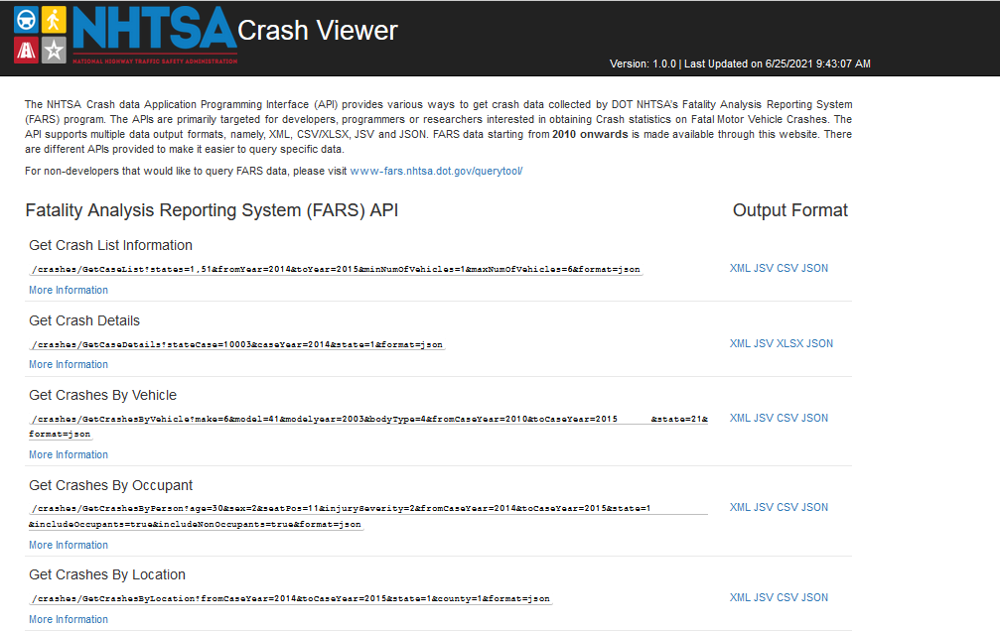 NHTSA
NATIONAL HIGHWAY TRAFFIC SAFETY ADMINISTRATION
Crash Viewer
Version: 1.0.0 | Last Updated on 6/25/2021 9:43:07 AM
The NHTSA Crash data Application Programming Interface (API) provides various ways to get crash data collected by DOT NHTSA's Fatality Analysis Reporting System
(FARS) program. The APIs are primarily targeted for developers, programmers or researchers interested in obtaining Crash statistics on Fatal Motor Vehicle Crashes. The
API supports multiple data output formats, namely, XML, CSV/XLSX, JSV and JSON. FARS data starting from 2010 onwards is made available through this website. There
are different APIs provided to make it easier to query specific data.
For non-developers that would like to query FARS data, please visit www-fars.nhtsa.dot.gov/querytool/
Fatality Analysis Reporting System (FARS) API Output Format
Get Crash List Information
/crashes/GetCaseList?states=1,51&fromYear=2014&toYear=2015&minNumOfVehicles=1&maxNumOfVehicles=6&format=json XML JSV CSV JSON
More Information
Get Crash Details
/crashes/GetCaseDetails?stateCase=10003&caseYear=2014&state=1&format=json XML JSV XLSX JSON
More Information
Get Crashes By Vehicle
/crashes/GetCrashesByVehicle?make=6&model=41&modelyear=2003&bodyType=4&fromCaseYear=2010&toCaseYear=2015 &state=21& XML JSV CSV JSON
format=json
More Information
Get Crashes By Occupant
/crashes/GetCrashesByPerson?age=30&sex=2&seatPos=11&injurySeverity=2&fromCaseYear=2014&toCaseYear=2015&state=1 XML JSV CSV JSON
&includeOccupants=true&includeNonOccupants=true&format=json
More Information
Get Crashes By Location
/crashes/GetCrashesByLocation?fromCaseYear=2014&toCaseYear=2015&state=1&county=1&format=json XML JSV CSV JSON
More Information